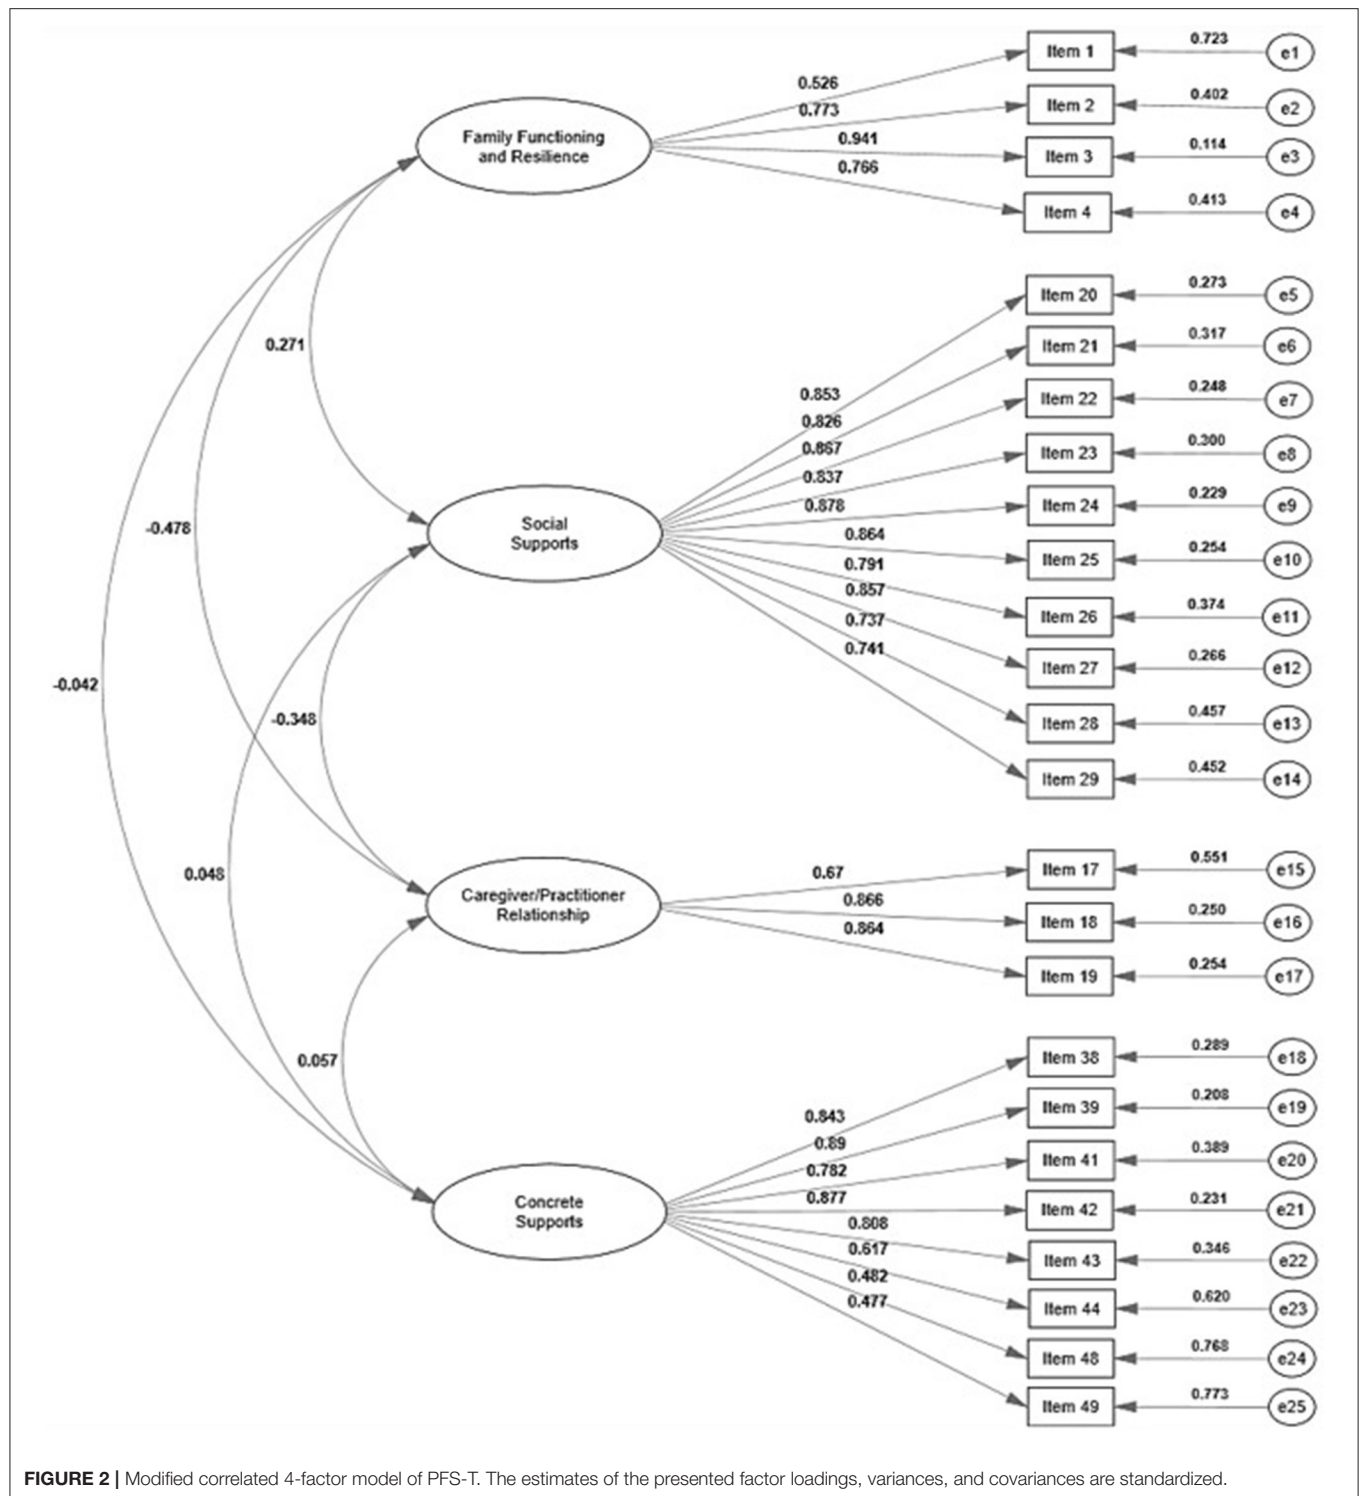 Family Functioning
and Resilience
0.526
0.773
0.941
0.766
Item 1
0.723
e1
Item 2
0.402
e2
Item 3
0.114
e3
Item 4
0.413
e4
0.271
-0.478
-0.042
Social
Supports
0.853
0.826
0.867
0.837
0.878
0.864
0.791
0.857
0.737
0.741
Item 20
0.273
e5
Item 21
0.317
e6
Item 22
0.248
e7
Item 23
0.300
e8
Item 24
0.229
e9
Item 25
0.254
e10
Item 26
0.374
e11
Item 27
0.266
e12
Item 28
0.457
e13
Item 29
0.452
e14
-0.348
0.048
Caregiver/Practitioner
Relationship
0.67
0.866
0.864
Item 17
0.551
e15
Item 18
0.250
e16
Item 19
0.254
e17
0.057
Concrete
Supports
0.843
0.89
0.782
0.877
0.808
0.617
0.482
0.477
Item 38
0.289
e18
Item 39
0.208
e19
Item 41
0.389
e20
Item 42
0.231
e21
Item 43
0.346
e22
Item 44
0.620
e23
Item 48
0.768
e24
Item 49
0.773
e25
FIGURE 2 | Modified correlated 4-factor model of PFS-T. The estimates of the presented factor loadings, variances, and covariances are standardized.